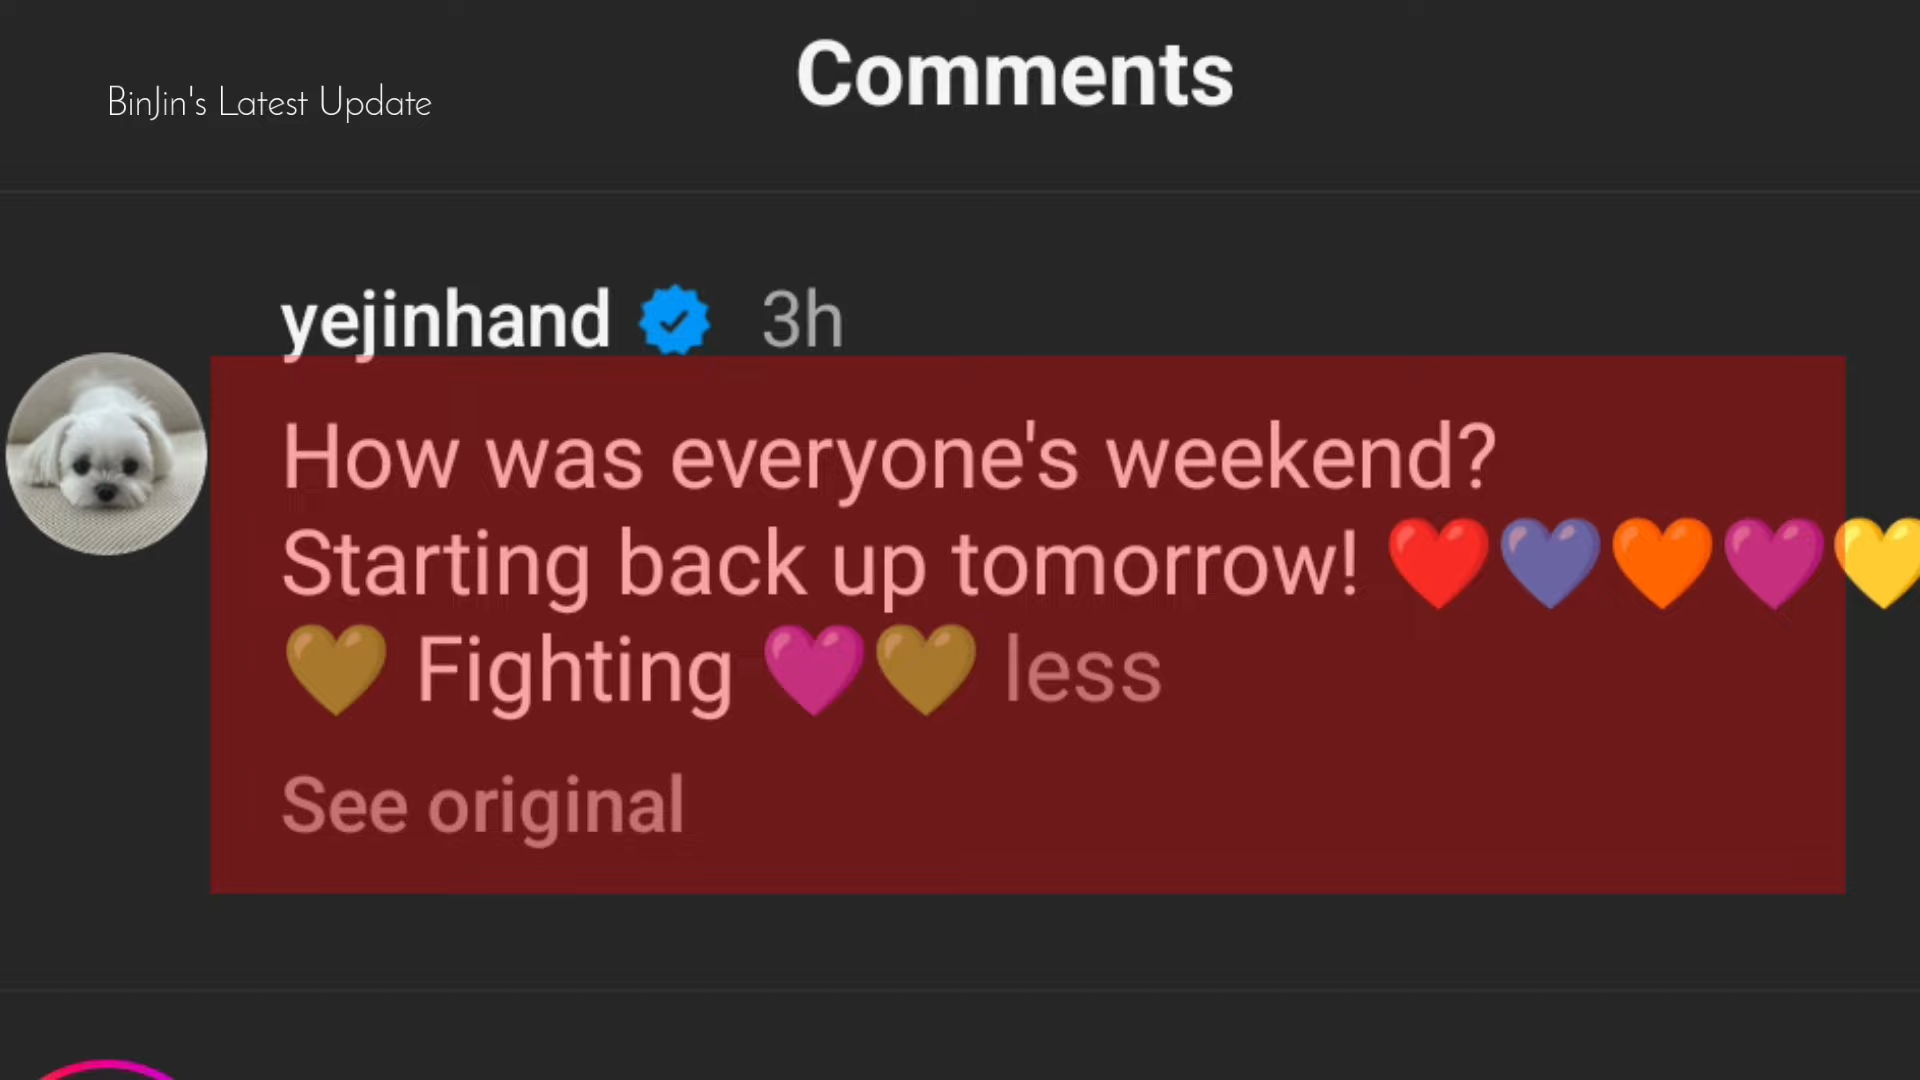 Comments
BinJin's Latest Update
yejinhand 3h
How was everyone's weekend?
Starting back up tomorrow! ❤️💙🧡💜💛
🤎 Fighting 💜🤎 less
See original